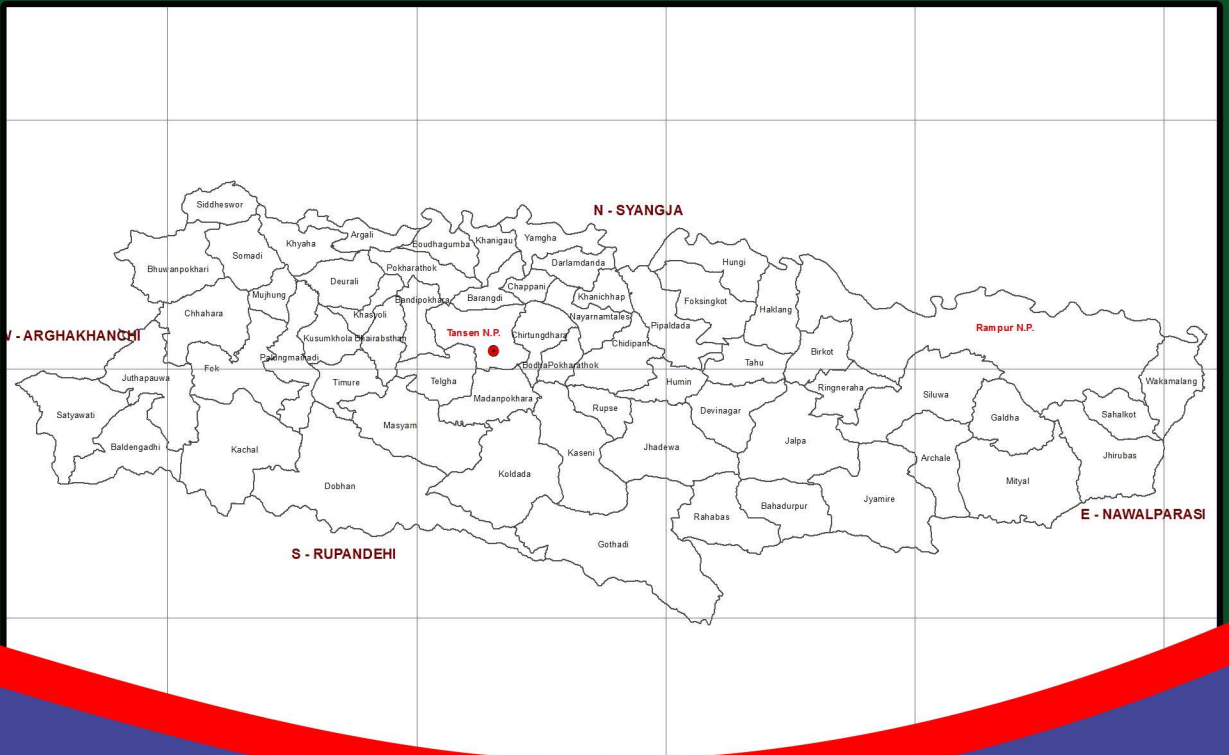 Siddheswor
N - SYANGJA
Argali
Khyaha
Boudhagumba
Khanigau
Yamgha
Somadi
Bhuwanpokhari
Pokharathok
Darlamdanda
Hungi
Deurali
Mujhung
Bandipokhara
Barangdi
Chappani
Khanichhap
Foksingkot
Haklang
Chhahara
Khasyoli
Nayarnamtales
Pipaldada
Rampur N.P.
- ARGHAKHANCHI
Kusumkhola
Bhairabsthan
Tansen N.P.
Chirtungdhara
Chidipani
Birkot
Palungmainadi
Fok
BodhaPokharathok
Tahu
Juthapauwa
Timure
Telgha
Humin
Ringneraha
Wakamalang
Satyawati
Madanpokhara
Rupse
Devinagar
Siluwa
Galdha
Sahalkot
Masyam
Baldengadhi
Kachal
Kaseni
Jhadewa
Jalpa
Archale
Jhirubas
Dobhan
Koldada
Mityal
Rahabas
Bahadurpur
Jyamire
E - NAWALPARASI
Gothadi
S - RUPANDEHI